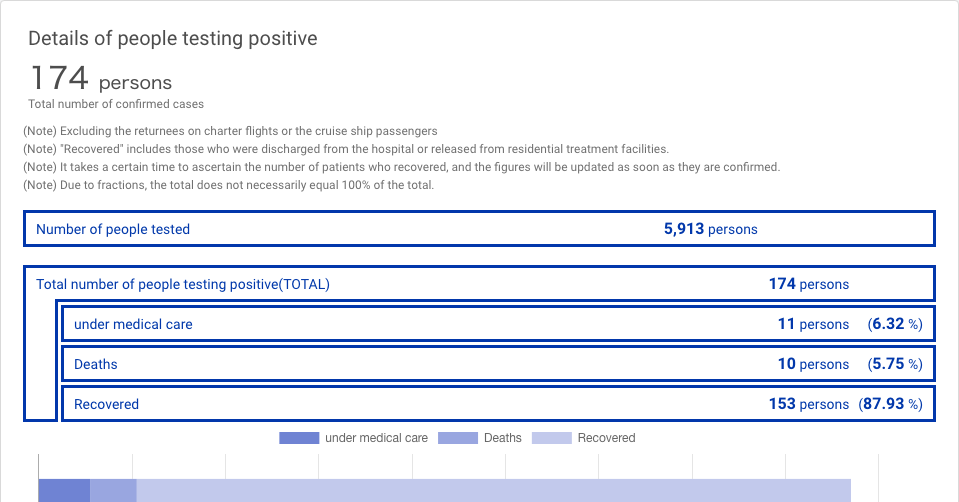 Details of people testing positive
174 persons
Total number of confirmed cases
(Note) Excluding the returnees on charter flights or the cruise ship passengers
(Note) "Recovered" includes those who were discharged from the hospital or released from residential treatment facilities.
(Note) It takes a certain time to ascertain the number of patients who recovered, and the figures will be updated as soon as they are confirmed.
(Note) Due to fractions, the total does not necessarily equal 100% of the total.
Number of people tested 5,913 persons
Total number of people testing positive(TOTAL) 174 persons
under medical care 11 persons (6.32 %)
Deaths 10 persons (5.75 %)
Recovered 153 persons (87.93 %)
under medical care Deaths Recovered